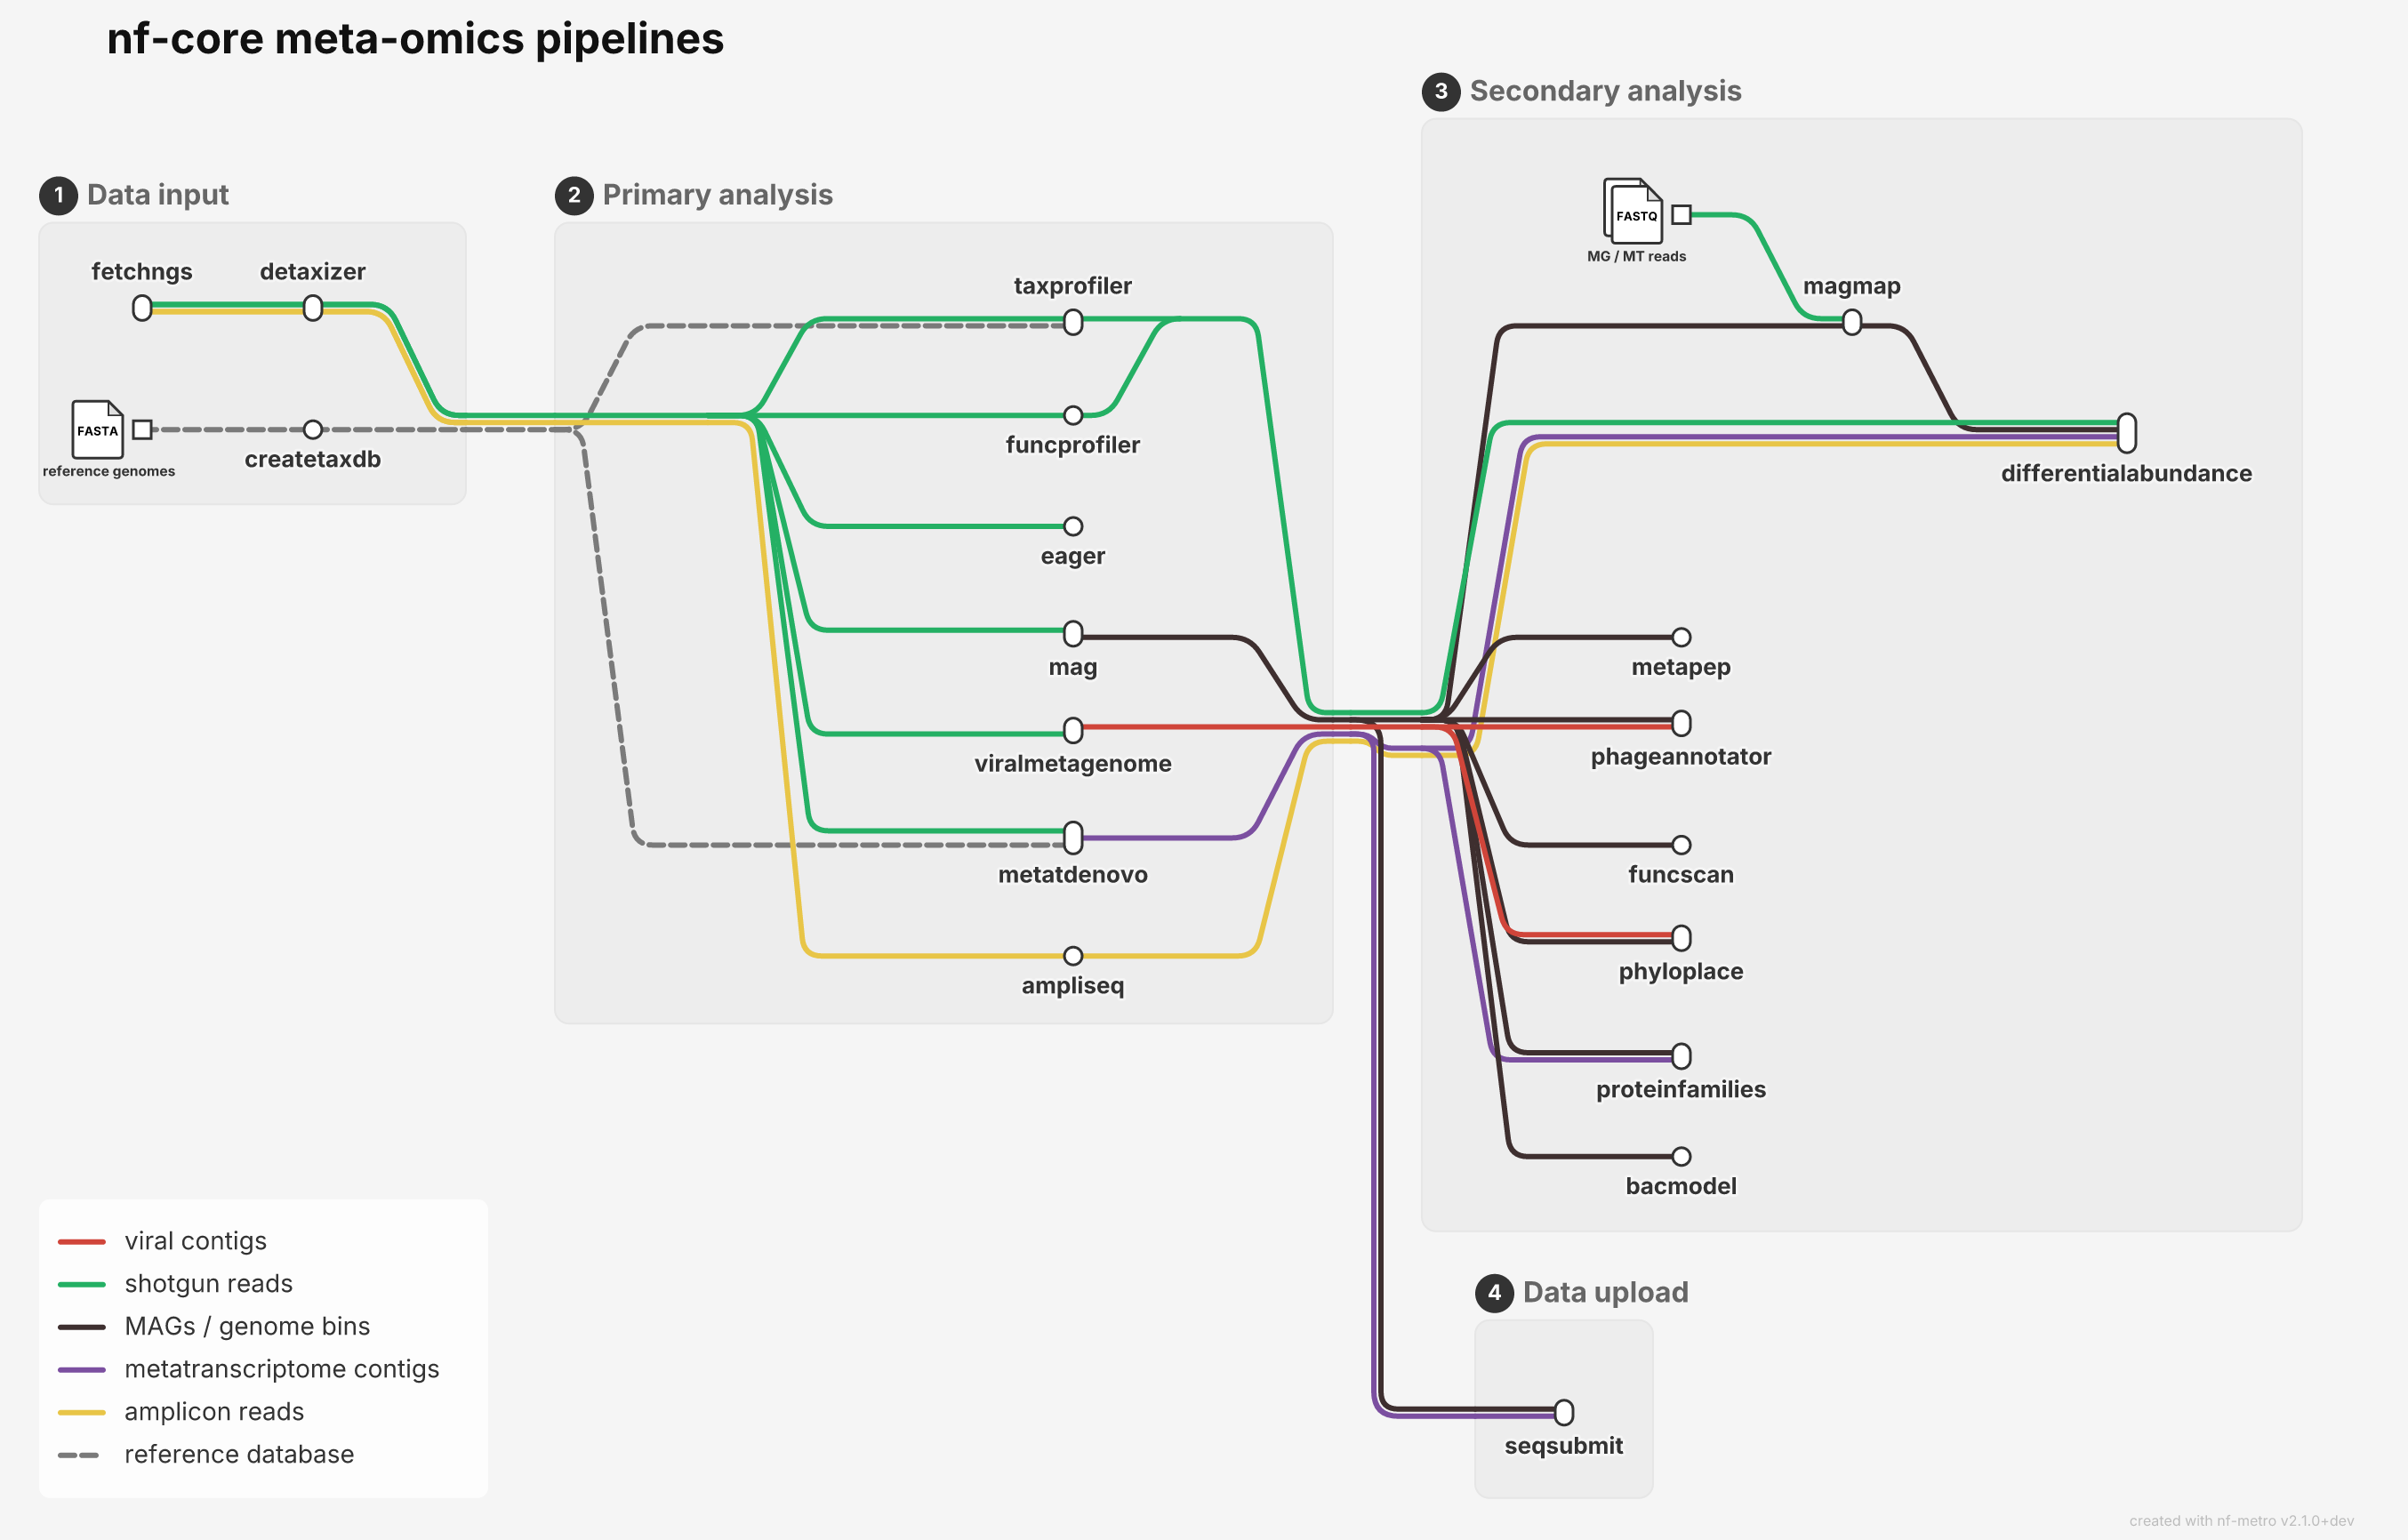 nf-core meta-omics pipelines
1 Data input
fetchngs
detaxizer
FASTA
reference genomes
createtaxdb
2 Primary analysis
taxprofiler
funcprofiler
eager
mag
viralmetagenome
metatdenovo
ampliseq
3 Secondary analysis
FASTQ
MG / MT reads
magmap
differentialabundance
metapep
phageannotator
funcscan
phyloplace
proteinfamilies
bacmodel
4 Data upload
seqsubmit
viral contigs
shotgun reads
MAGs / genome bins
metatranscriptome contigs
amplicon reads
reference database
created with nf-metro v2.1.0+dev